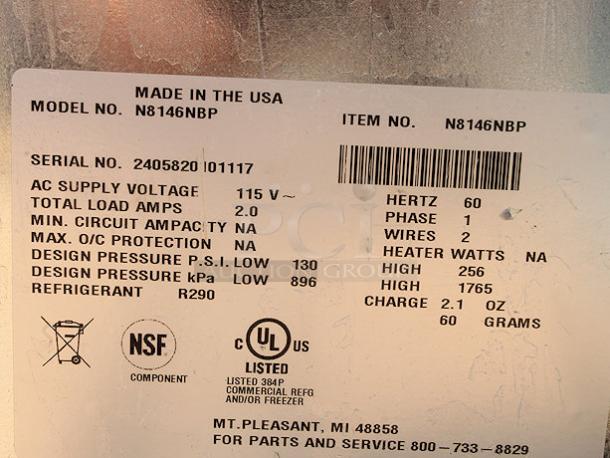 MADE IN THE USA
MODEL NO. N8146NBP
ITEM NO. N8146NBP
SERIAL NO. 2405820101117
AC SUPPLY VOLTAGE 115 V ~
TOTAL LOAD AMPS 2.0
MIN. CIRCUIT AMPACITY NA
MAX. O/C PROTECTION NA
DESIGN PRESSURE P.S.I. LOW 130
DESIGN PRESSURE kPa LOW 896
REFRIGERANT R290
HERTZ 60
PHASE 1
WIRES 2
HEATER WATTS NA
HIGH 256
HIGH 1765
CHARGE 2.1 OZ
60 GRAMS
NSF
COMPONENT
C UL US
LISTED
LISTED 384P
COMMERCIAL REFG
AND/OR FREEZER
MT.PLEASANT, MI 48858
FOR PARTS AND SERVICE 800-733-8829
PCI
AUCTION GROUP